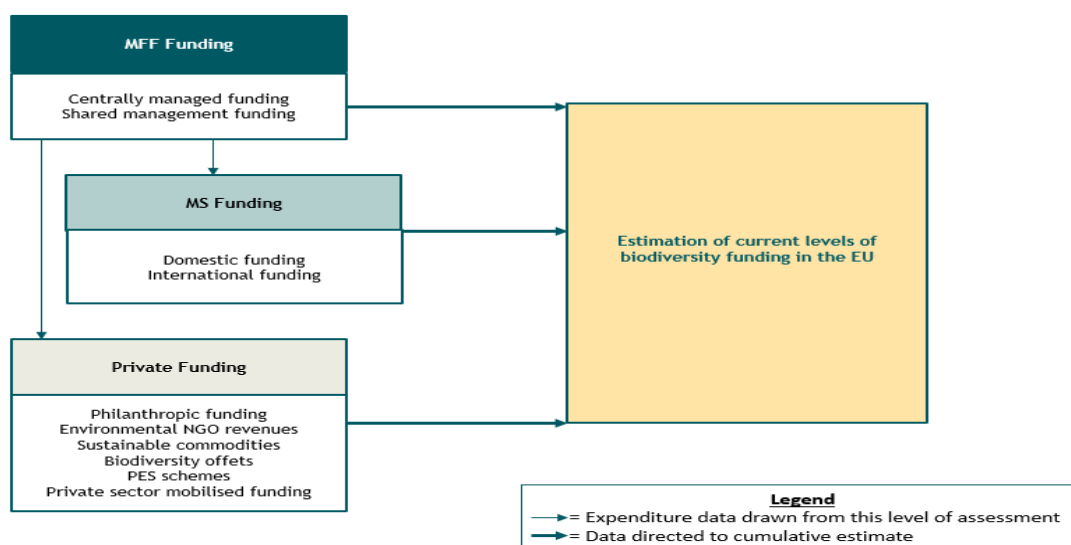 MFF Funding
Centrally managed funding
Shared management funding
MS Funding
Domestic funding
International funding
Estimation of current levels of
biodiversity funding in the EU
Private Funding
Philanthropic funding
Environmental NGO revenues
Sustainable commodities
Biodiversity offets
PES schemes
Private sector mobilised funding
Legend
= Expenditure data drawn from this level of assessment
= Data directed to cumulative estimate